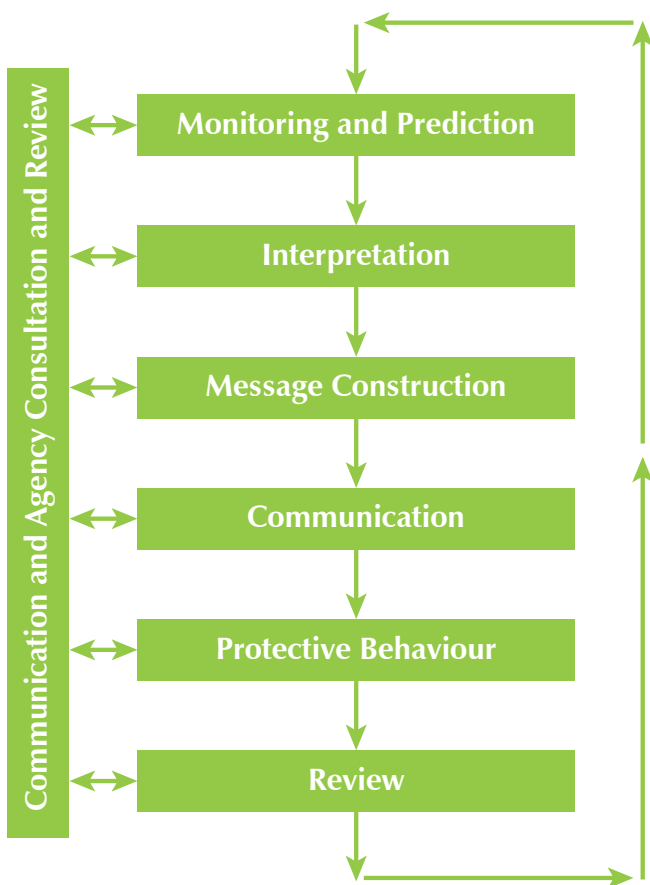 Communication and Agency Consultation and Review
Monitoring and Prediction
Interpretation
Message Construction
Communication
Protective Behaviour
Review